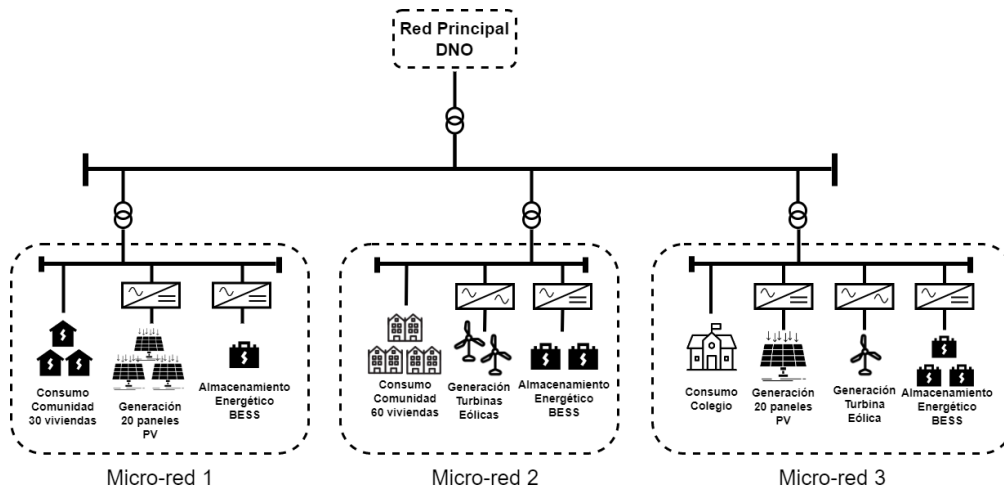 Red Principal
DNO
Consumo
Comunidad
30 viviendas
Generación
20 paneles
PV
Almacenamiento
Energético
BESS
Micro-red 1
Consumo
Comunidad
60 viviendas
Generación
Turbinas
Eólicas
Almacenamiento
Energético
BESS
Micro-red 2
Consumo
Colegio
Generación
20 paneles
PV
Generación
Turbina
Eólica
Almacenamiento
Energético
BESS
Micro-red 3